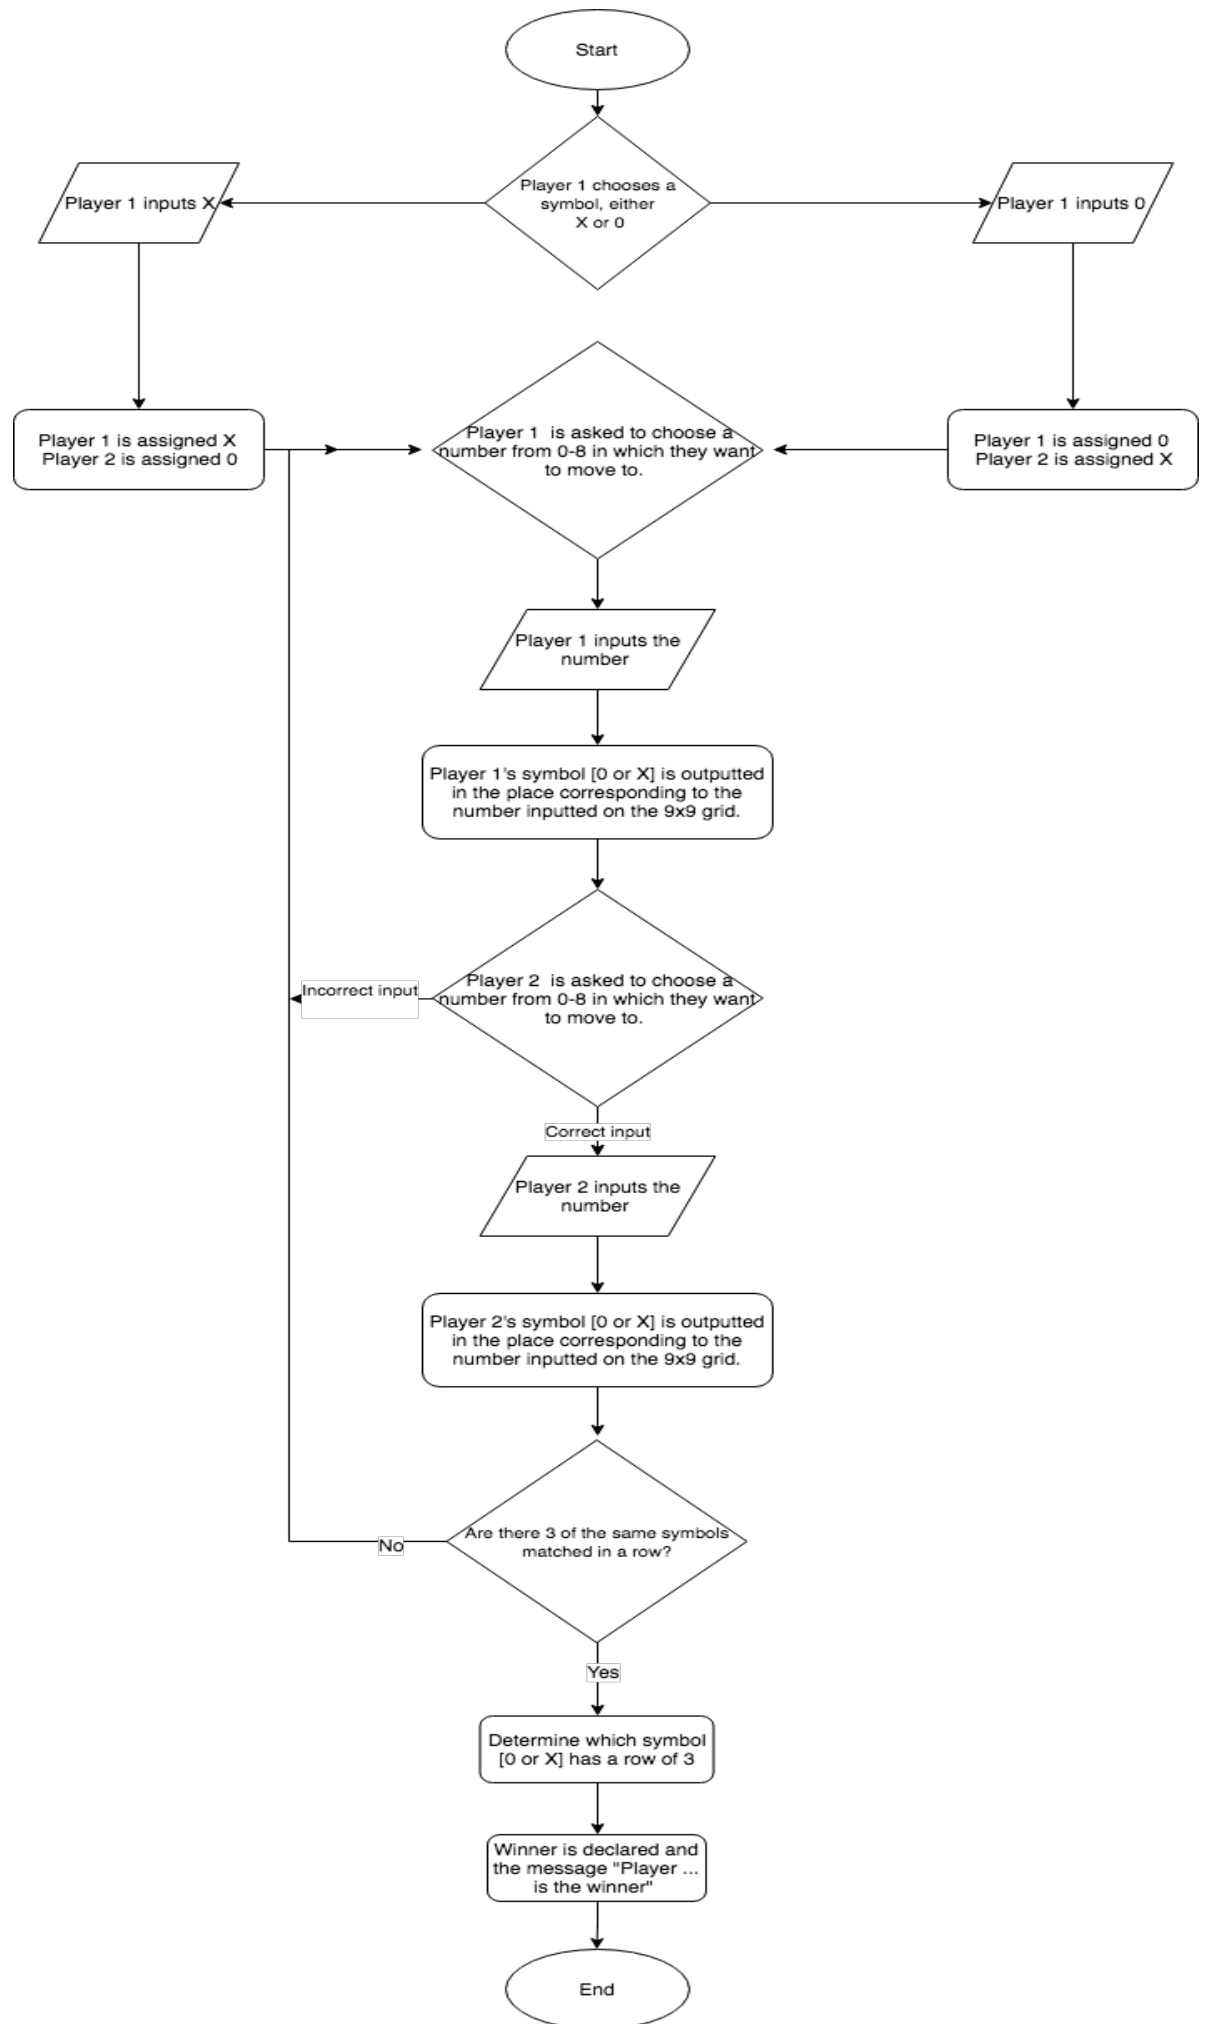 Start
Player 1 chooses a
symbol, either
X or 0
Player 1 inputs X
Player 1 inputs 0
Player 1 is assigned X
Player 2 is assigned 0
Player 1  is asked to choose a
number from 0-8 in which they want
to move to.
Player 1 is assigned 0
Player 2 is assigned X
Player 1 inputs the
number
Player 1's symbol [0 or X] is outputted
in the place corresponding to the
number inputted on the 9x9 grid.
Player 2  is asked to choose a
number from 0-8 in which they want
to move to.
Incorrect input
Correct input
Player 2 inputs the
number
Player 2's symbol [0 or X] is outputted
in the place corresponding to the
number inputted on the 9x9 grid.
Are there 3 of the same symbols
matched in a row?
No
Yes
Determine which symbol
[0 or X] has a row of 3
Winner is declared and
the message "Player ...
is the winner"
End